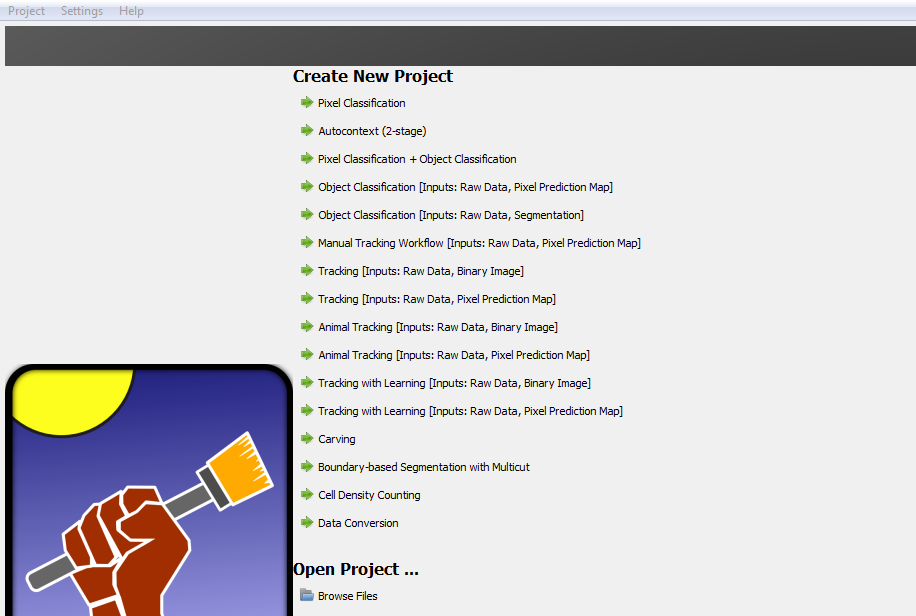 Project Settings Help
Create New Project
Pixel Classification
Autocontext (2-stage)
Pixel Classification + Object Classification
Object Classification [Inputs: Raw Data, Pixel Prediction Map]
Object Classification [Inputs: Raw Data, Segmentation]
Manual Tracking Workflow [Inputs: Raw Data, Pixel Prediction Map]
Tracking [Inputs: Raw Data, Binary Image]
Tracking [Inputs: Raw Data, Pixel Prediction Map]
Animal Tracking [Inputs: Raw Data, Binary Image]
Animal Tracking [Inputs: Raw Data, Pixel Prediction Map]
Tracking with Learning [Inputs: Raw Data, Binary Image]
Tracking with Learning [Inputs: Raw Data, Pixel Prediction Map]
Carving
Boundary-based Segmentation with Multicut
Cell Density Counting
Data Conversion
Open Project ...
Browse Files